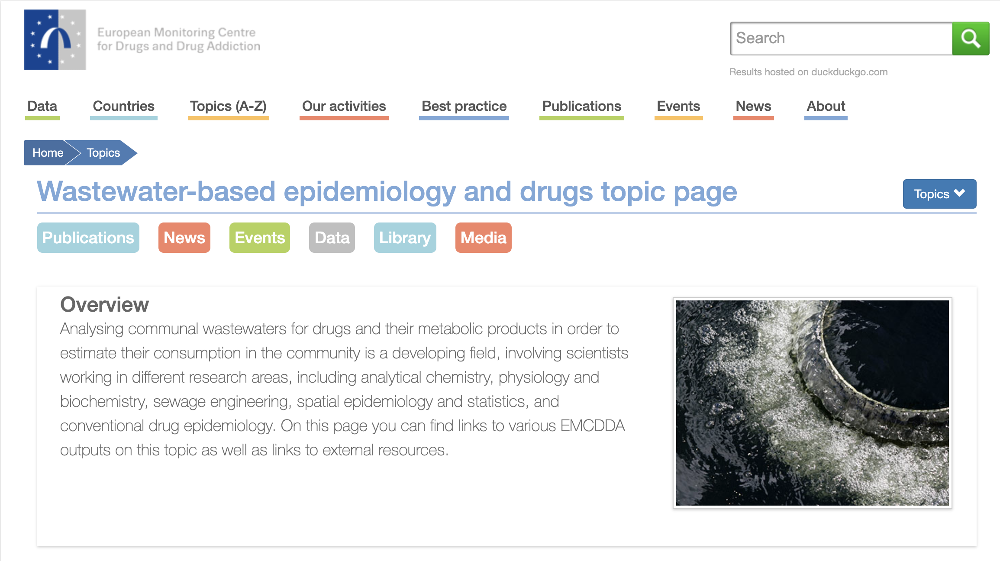 European Monitoring Centre
for Drugs and Drug Addiction
Search
Results hosted on duckduckgo.com
Data Countries Topics (A-Z) Our activities Best practice Publications Events News About
Home Topics
Wastewater-based epidemiology and drugs topic page
Topics
Publications News Events Data Library Media
Overview
Analysing communal wastewaters for drugs and their metabolic products in order to
estimate their consumption in the community is a developing field, involving scientists
working in different research areas, including analytical chemistry, physiology and
biochemistry, sewage engineering, spatial epidemiology and statistics, and
conventional drug epidemiology. On this page you can find links to various EMCDDA
outputs on this topic as well as links to external resources.